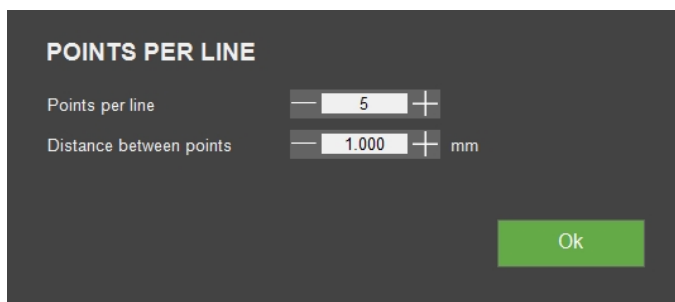 POINTS PER LINE
Points per line — 5 +
Distance between points — 1.000 + mm
Ok